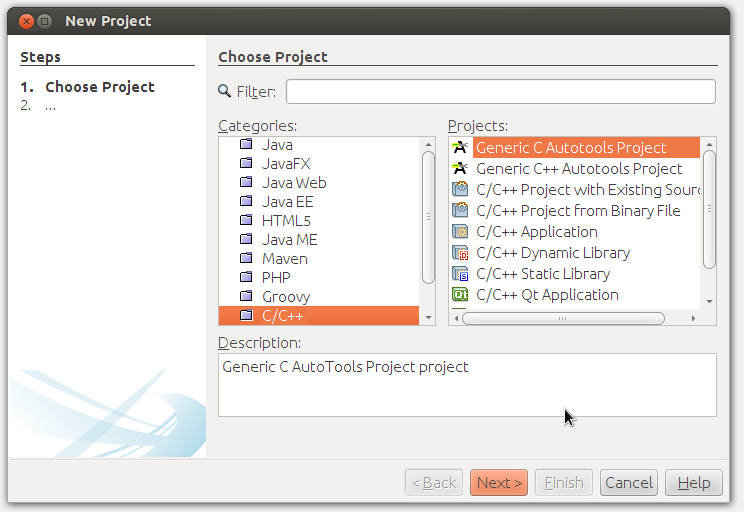 New Project
Steps
1. Choose Project
2. ...
Choose Project
Filter:
Categories:
Java
JavaFX
Java Web
Java EE
HTML5
Java ME
Maven
PHP
Groovy
C/C++
Projects:
Generic C Autotools Project
Generic C++ Autotools Project
C/C++ Project with Existing
C/C++ Project from Binary File
C/C++ Application
C/C++ Dynamic Library
C/C++ Static Library
Qt C/C++ Qt Application
Description:
Generic C AutoTools Project project
< Back Next > Finish Cancel Help